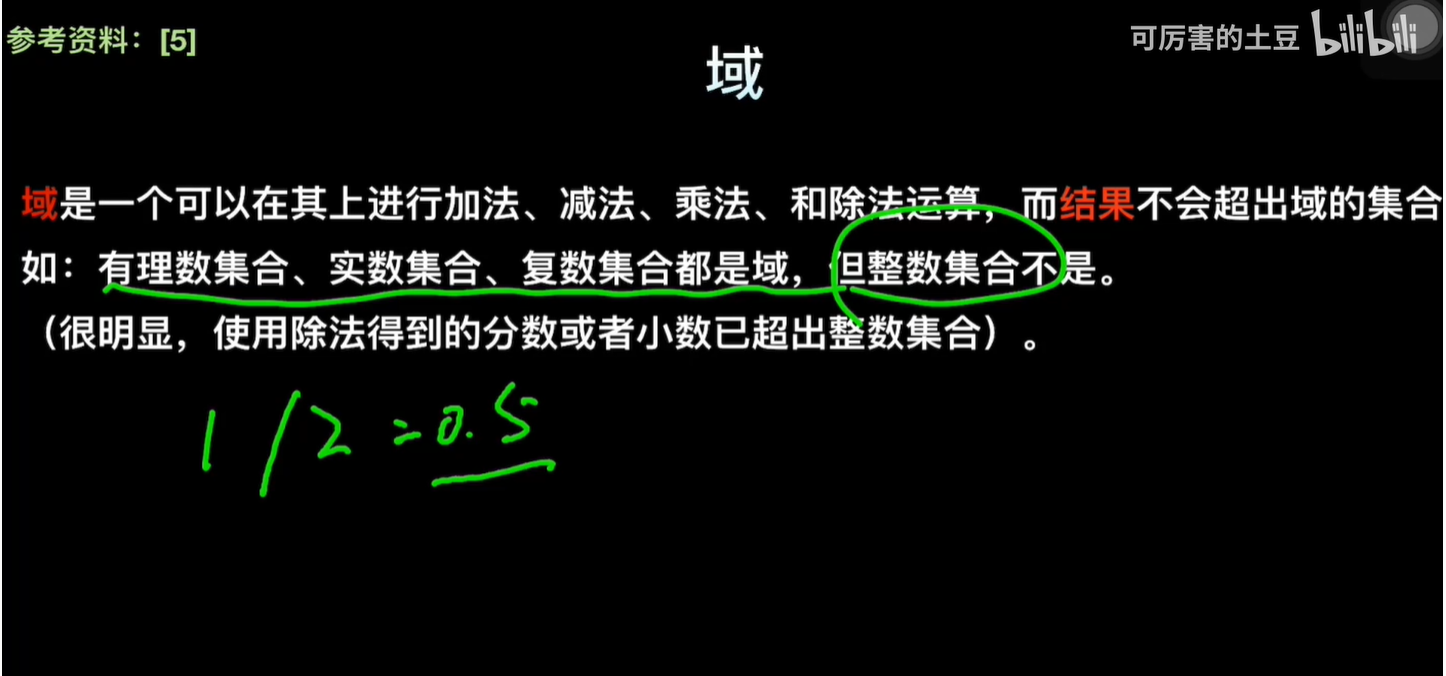 参考资料：[5]
可厉害的土豆 bilibili
域
域是一个可以在其上进行加法、减法、乘法、和除法运算，而结果不会超出域的集合
如：有理数集合、实数集合、复数集合都是域，但整数集合不是。
（很明显，使用除法得到的分数或者小数已超出整数集合）。
1/2=0.5